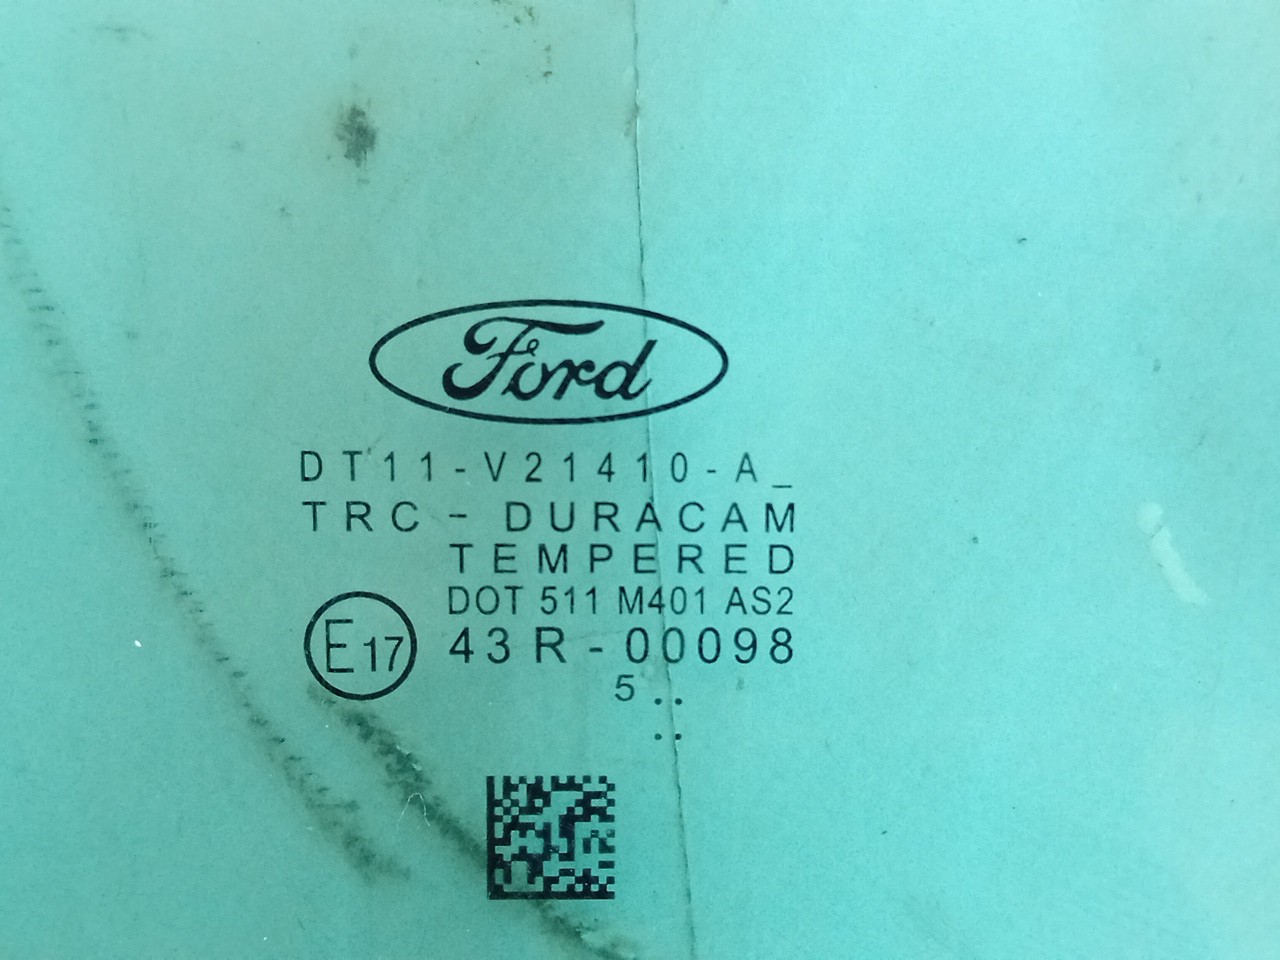 Ford
DT11-V21410-A_
TRC - DURACAM
TEMPERED
DOT 511 M401 AS2
E17 43R-00098
5 ..
..